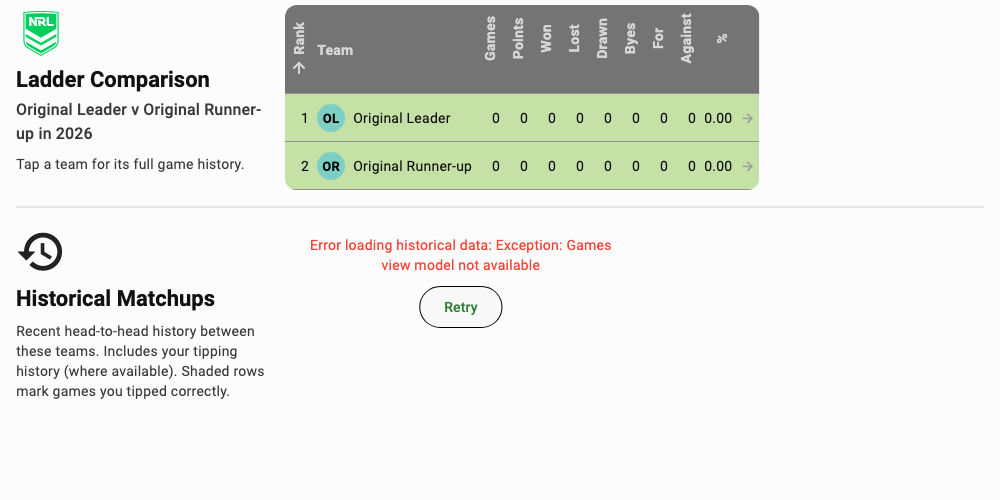 NRL
Ladder Comparison
Original Leader v Original Runner-
up in 2026
Tap a team for its full game history.
Rank Team Games Points Won Lost Drawn Byes For Against %
1 OL Original Leader 0 0 0 0 0 0 0 0 0.00
2 OR Original Runner-up 0 0 0 0 0 0 0 0 0.00
Historical Matchups
Recent head-to-head history between
these teams. Includes your tipping
history (where available). Shaded rows
mark games you tipped correctly.
Error loading historical data: Exception: Games
view model not available
Retry